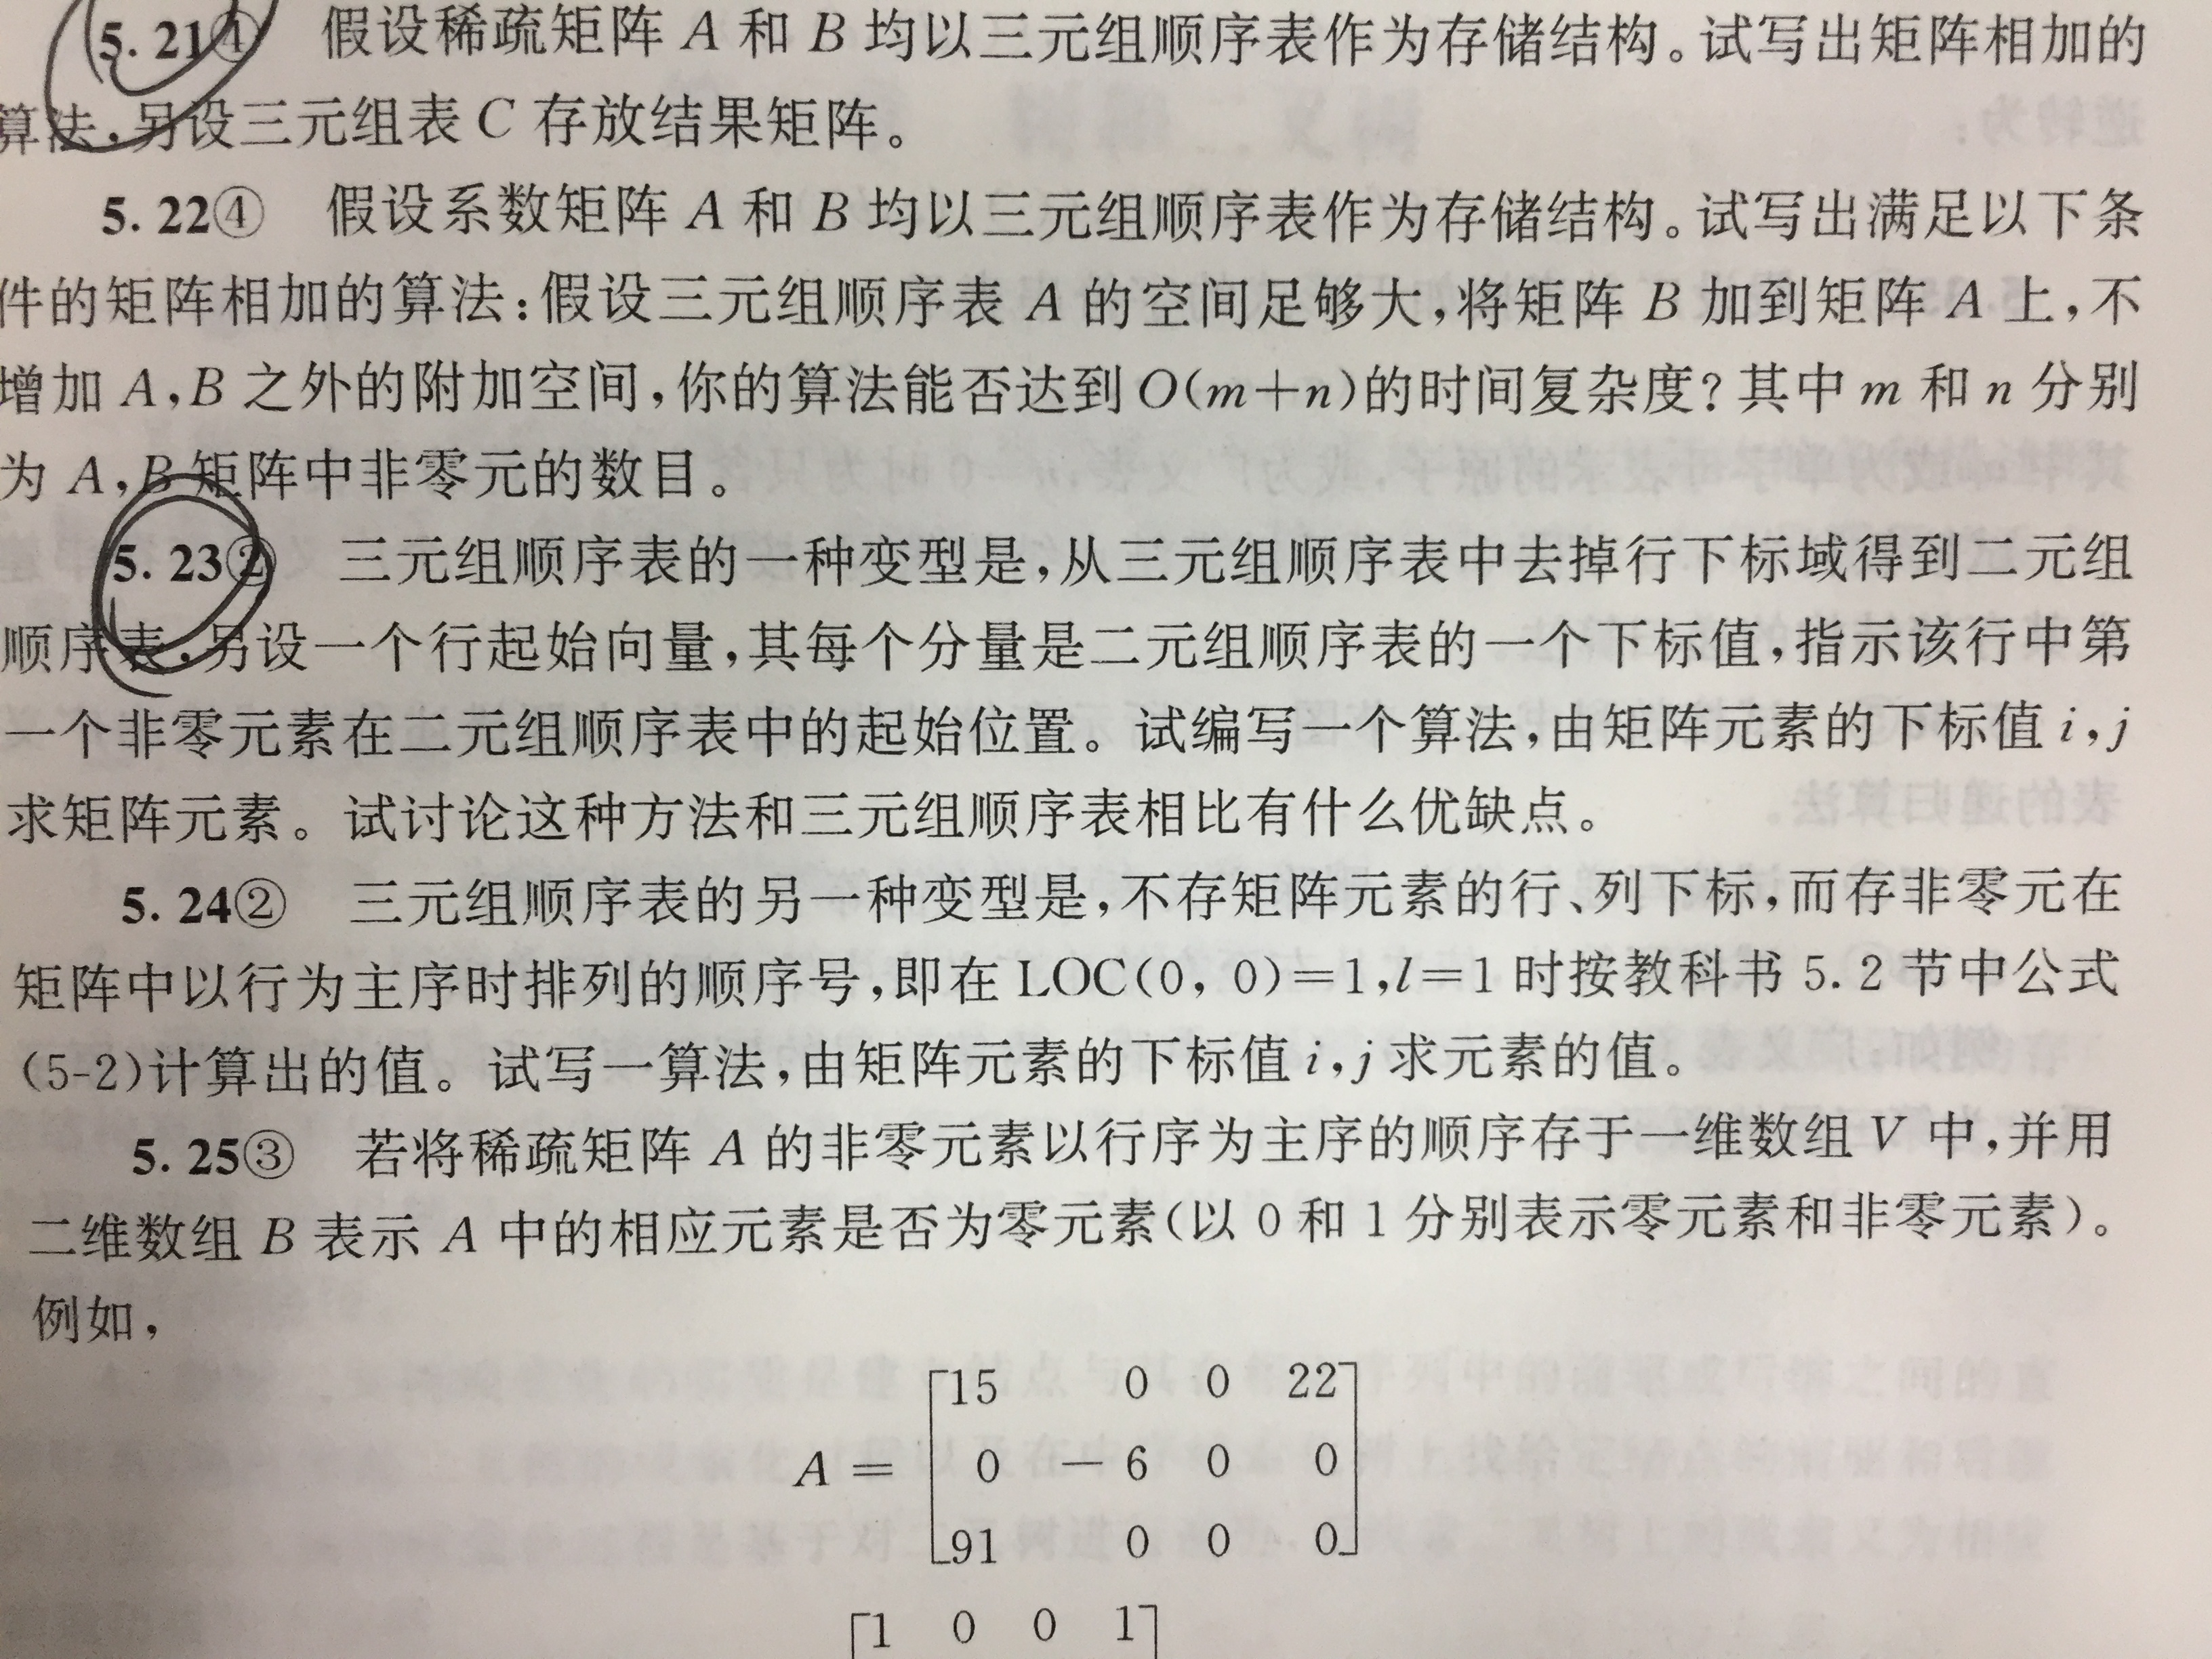 5.21④ 假设稀疏矩阵 A 和 B 均以三元组顺序表作为存储结构。试写出矩阵相加的
算法,另设三元组表 C 存放结果矩阵。
5.22④ 假设系数矩阵 A 和 B 均以三元组顺序表作为存储结构。试写出满足以下条
件的矩阵相加的算法:假设三元组顺序表 A 的空间足够大,将矩阵 B 加到矩阵 A 上,不
增加 A,B 之外的附加空间,你的算法能否达到 O(m+n)的时间复杂度?其中 m 和 n 分别
为 A,B 矩阵中非零元的数目。
5.23② 三元组顺序表的一种变型是,从三元组顺序表中去掉行下标域得到二元组
顺序表,另设一个行起始向量,其每个分量是二元组顺序表的一个下标值,指示该行中第
一个非零元素在二元组顺序表中的起始位置。试编写一个算法,由矩阵元素的下标值 i,j
求矩阵元素。试讨论这种方法和三元组顺序表相比有什么优缺点。
5.24② 三元组顺序表的另一种变型是,不存矩阵元素的行、列下标,而存非零元在
矩阵中以行为主序时排列的顺序号,即在 LOC(0,0)=1,l=1 时按教科书 5.2 节中公式
(5-2)计算出的值。试写一算法,由矩阵元素的下标值 i,j 求元素的值。
5.25③ 若将稀疏矩阵 A 的非零元素以行序为主序的顺序存于一维数组 V 中,并用
二维数组 B 表示 A 中的相应元素是否为零元素(以 0 和 1 分别表示零元素和非零元素)。
例如,
15 0 0 22
A = 0 -6 0 0
91 0 0 0
1 0 0 1